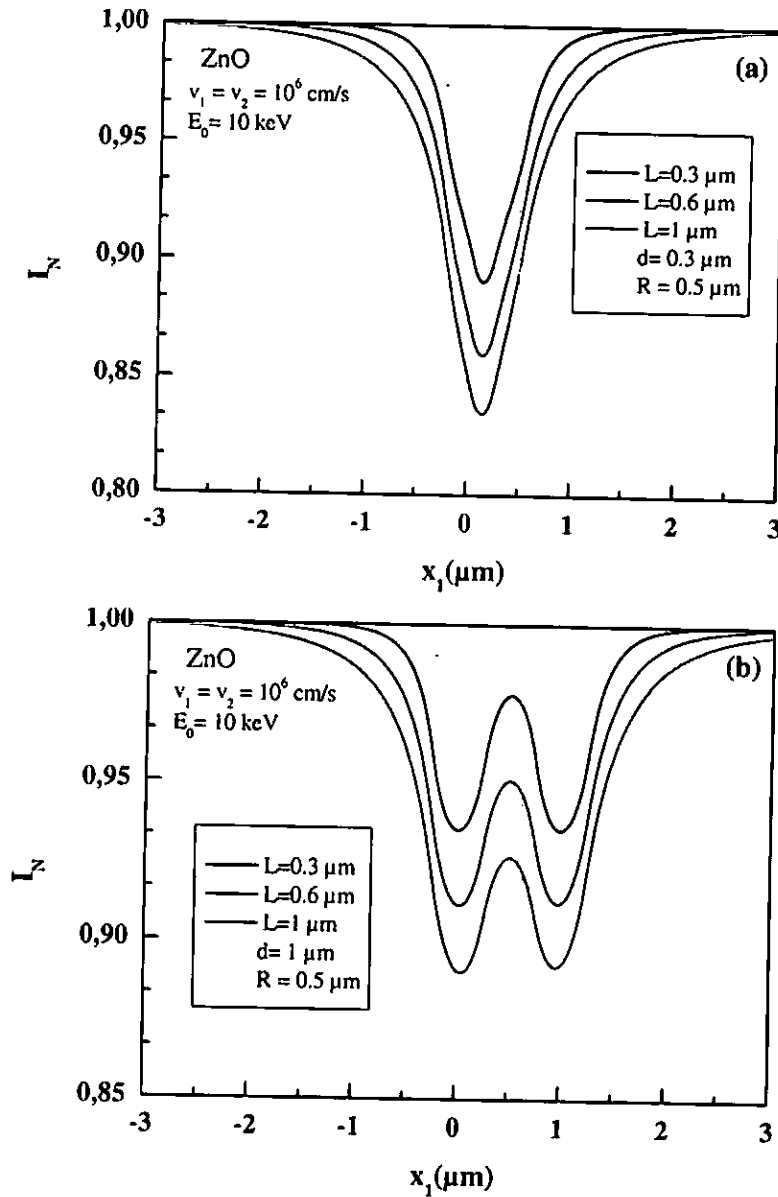 1,00
0,95
0,90
0,85
0,80
I_N
ZnO
v₁ = v₂ = 10⁶ cm/s
E₀= 10 keV
(a)
L=0.3 µm
L=0.6 µm
L=1 µm
d= 0.3 µm
R = 0.5 µm
-3 -2 -1 0 1 2 3
x₁(µm)
1,00
0,95
0,90
0,85
I_N
ZnO
v₁ = v₂ = 10⁶ cm/s
E₀= 10 keV
(b)
L=0.3 µm
L=0.6 µm
L=1 µm
d= 1 µm
R = 0.5 µm
-3 -2 -1 0 1 2 3
x₁(µm)